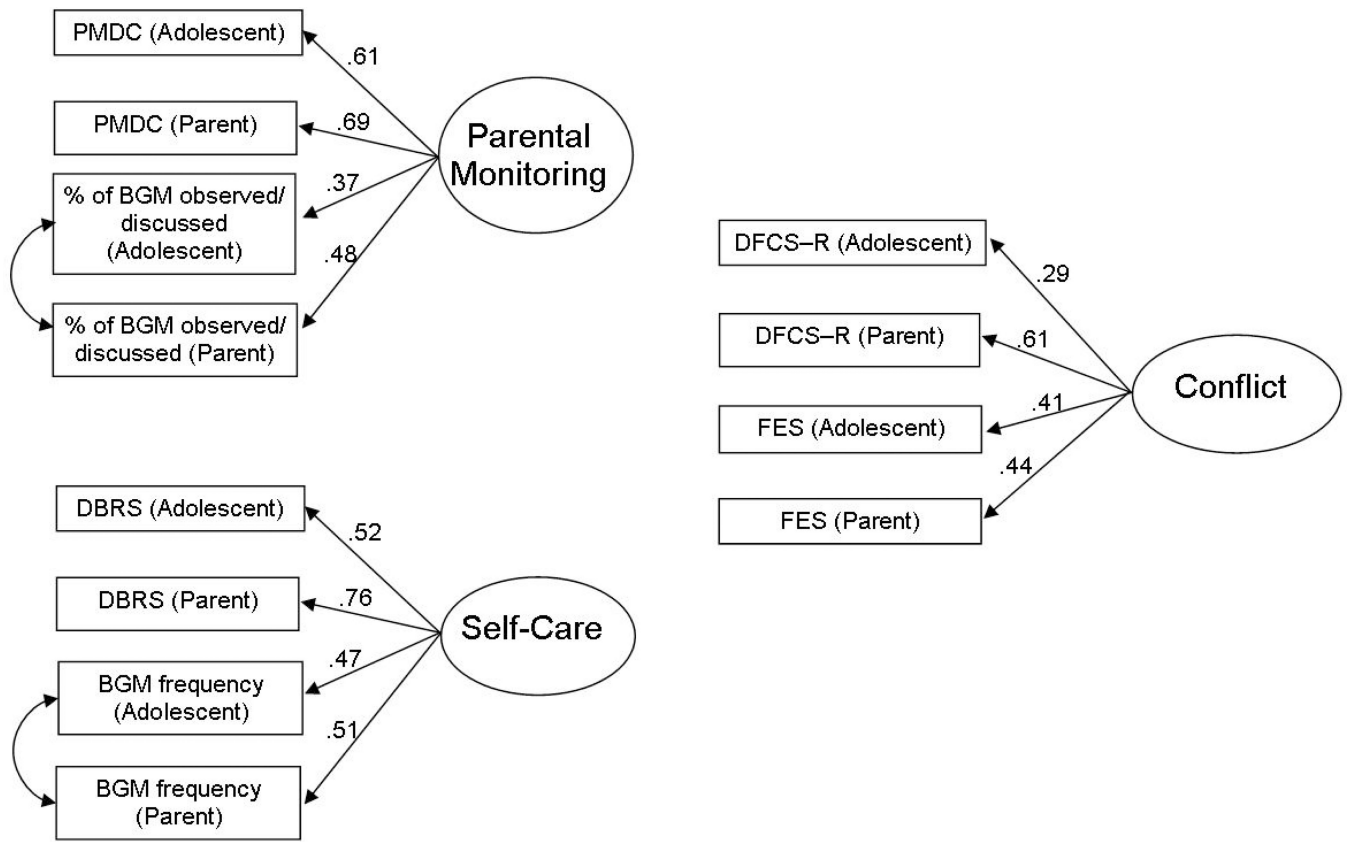 PMDC (Adolescent)
.61
PMDC (Parent)
.69
Parental
Monitoring
% of BGM observed/
discussed
(Adolescent)
.37
% of BGM observed/
discussed (Parent)
.48
DBRS (Adolescent)
.52
DBRS (Parent)
.76
Self-Care
BGM frequency
(Adolescent)
.47
BGM frequency
(Parent)
.51
DFCS–R (Adolescent)
.29
DFCS–R (Parent)
.61
Conflict
FES (Adolescent)
.41
FES (Parent)
.44